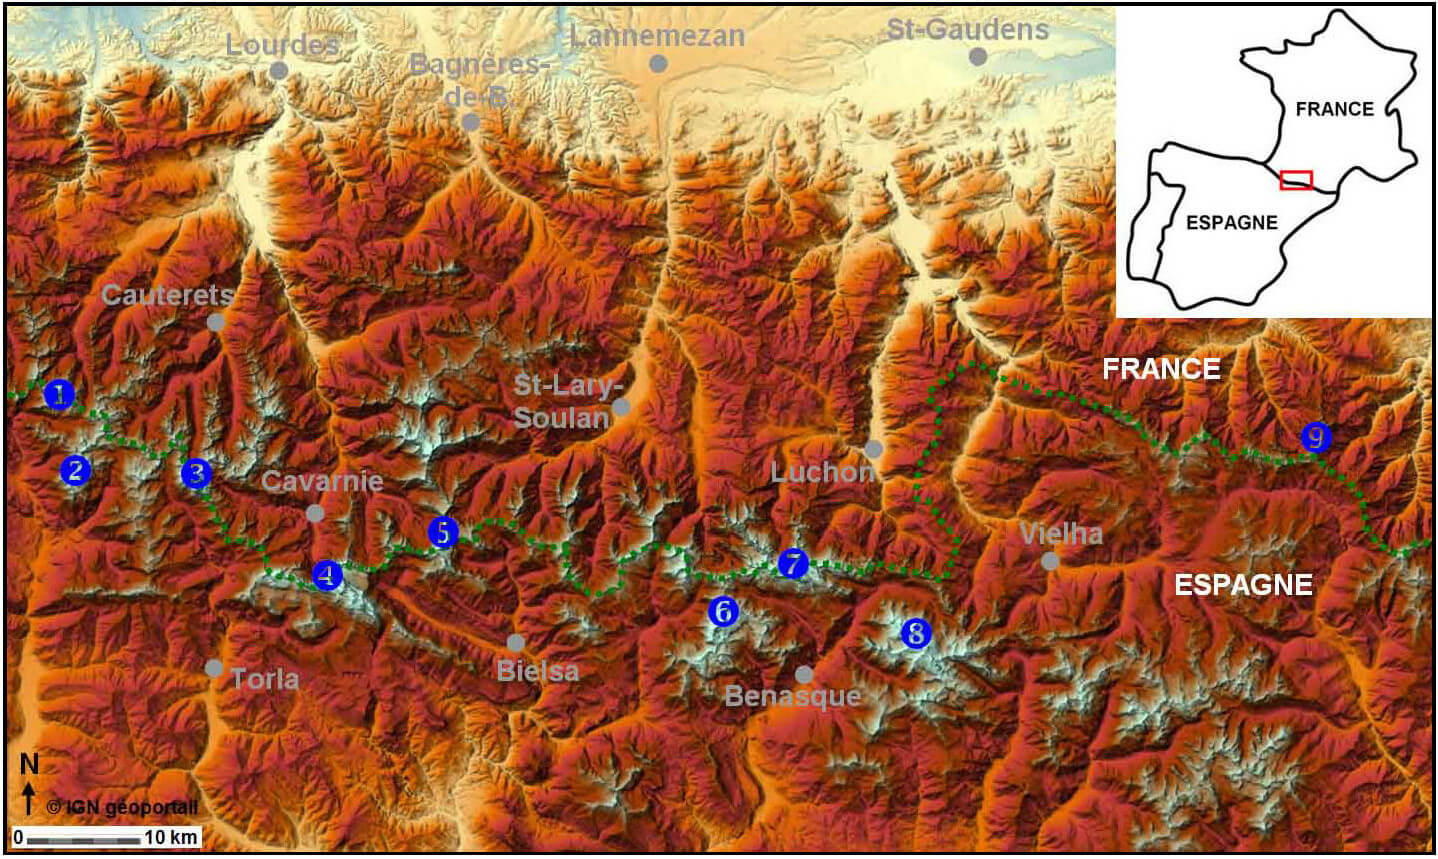 Lourdes
Bagnères-
de-B.
Lannemezan
St-Gaudens
FRANCE
ESPAGNE
Cauterets
1
St-Lary-
Soulan
FRANCE
2
3
Cavarnie
Luchon
9
5
Vielha
4
7
ESPAGNE
6
8
Torla
Bielsa
Benasque
N
© IGN géoportail
0 10 km